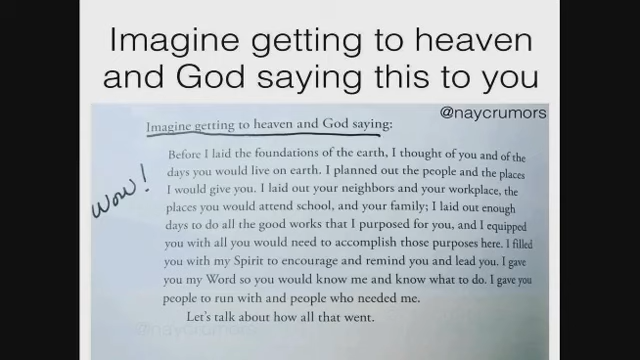 Imagine getting to heaven
and God saying this to you
@naycrumors
Imagine getting to heaven and God saying:
Before I laid the foundations of the earth, I thought of you and of the
days you would live on earth. I planned out the people and the places
I would give you. I laid out your neighbors and your workplace, the
wow!
places you would attend school, and your family; I laid out enough
days to do all the good works that I purposed for you, and I equipped
you with all you would need to accomplish those purposes here. I filled
you with my Spirit to encourage and remind you and lead you. I gave
you my Word so you would know me and know what to do. I gave you
people to run with and people who needed me.
Let's talk about how all that went.
@naycrumors